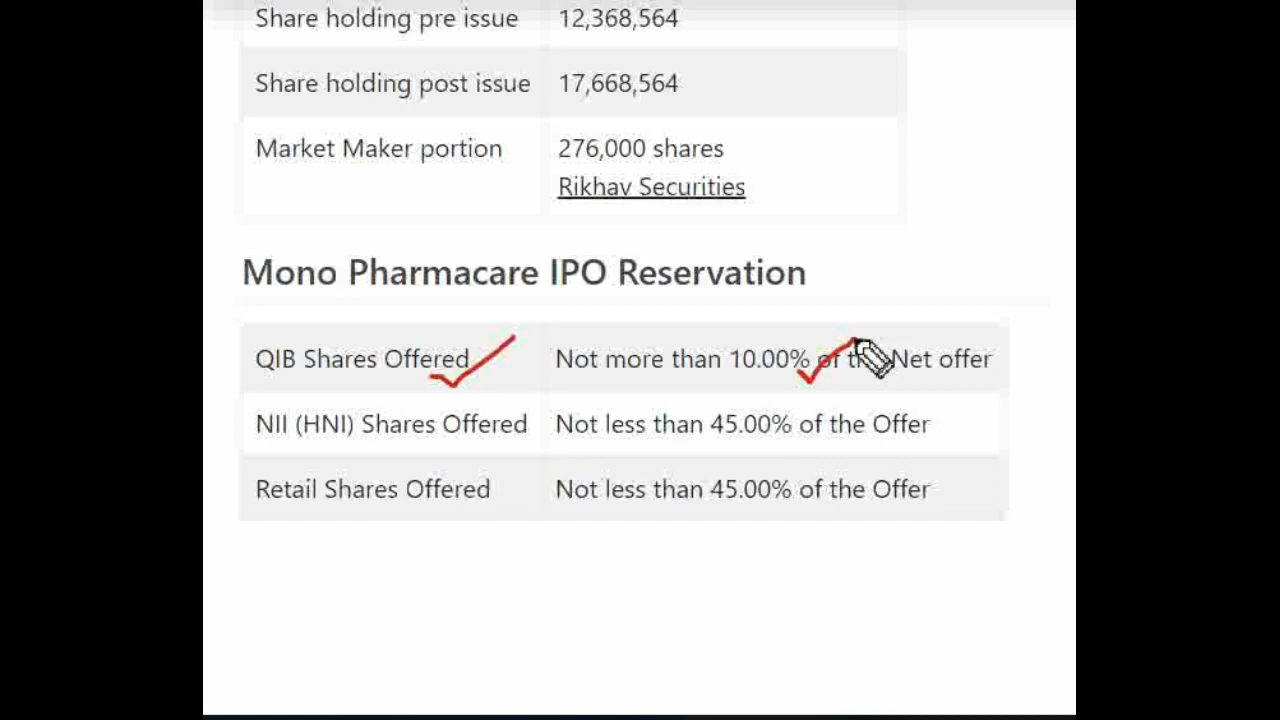 Share holding pre issue 12,368,564
Share holding post issue 17,668,564
Market Maker portion 276,000 shares
Rikhav Securities
Mono Pharmacare IPO Reservation
QIB Shares Offered Not more than 10.00% of the Net offer
NII (HNI) Shares Offered Not less than 45.00% of the Offer
Retail Shares Offered Not less than 45.00% of the Offer